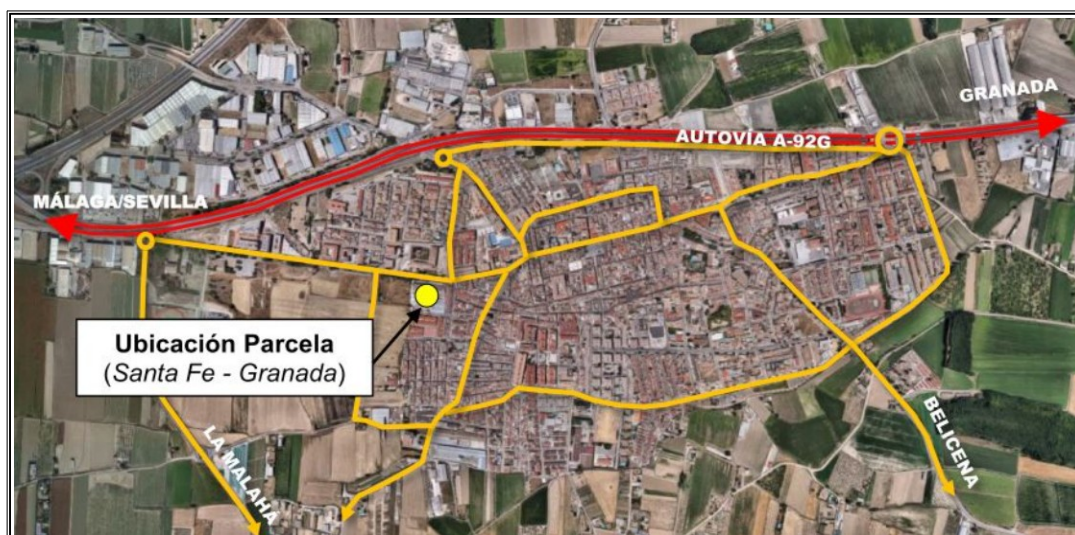 GRANADA
AUTOVÍA A-92G
MÁLAGA/SEVILLA
Ubicación Parcela
(Santa Fe - Granada)
LA MALAHA
BELICENA